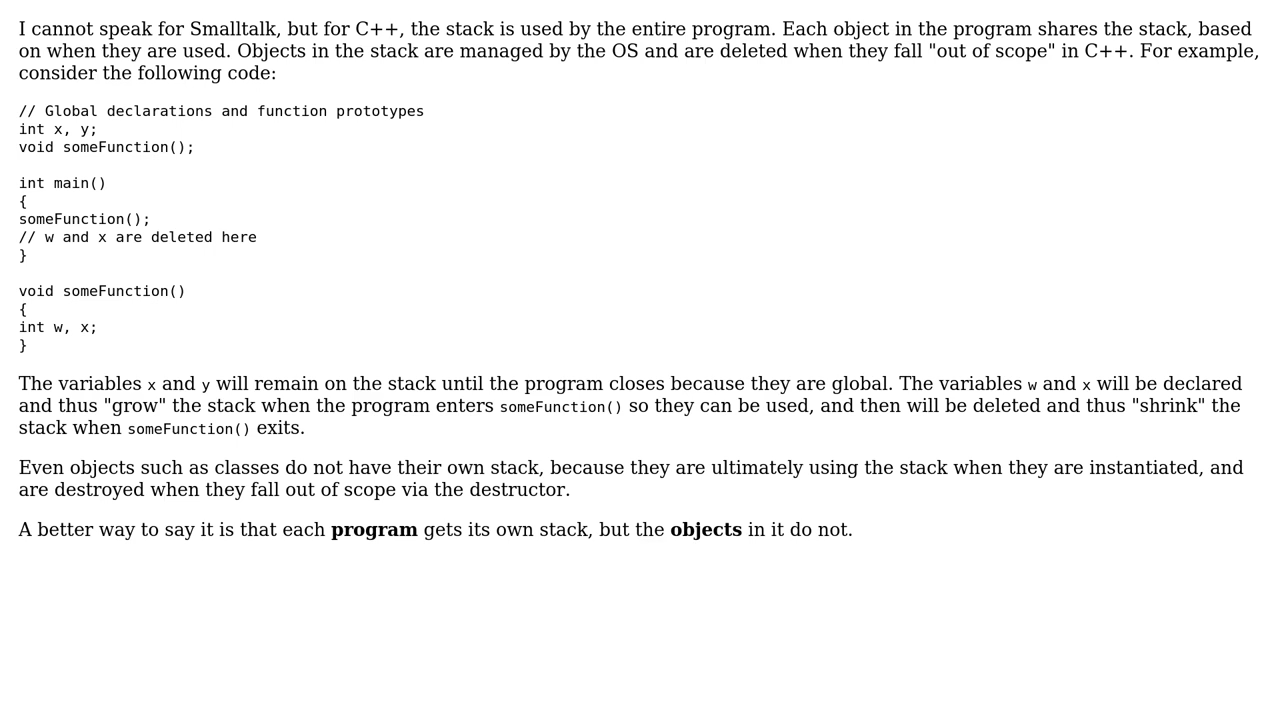 I cannot speak for Smalltalk, but for C++, the stack is used by the entire program. Each object in the program shares the stack, based
on when they are used. Objects in the stack are managed by the OS and are deleted when they fall "out of scope" in C++. For example,
consider the following code:
// Global declarations and function prototypes
int x, y;
void someFunction();
int main()
{
someFunction();
// w and x are deleted here
}
void someFunction()
{
int w, x;
}
The variables x and y will remain on the stack until the program closes because they are global. The variables w and x will be declared
and thus "grow" the stack when the program enters someFunction() so they can be used, and then will be deleted and thus "shrink" the
stack when someFunction() exits.
Even objects such as classes do not have their own stack, because they are ultimately using the stack when they are instantiated, and
are destroyed when they fall out of scope via the destructor.
A better way to say it is that each program gets its own stack, but the objects in it do not.